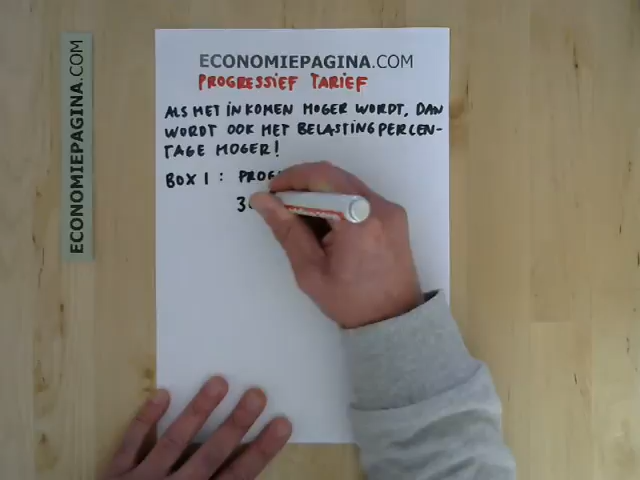 ECONOMIEPAGINA.COM
ECONOMIEPAGINA.COM
PROGRESSIEF TARIEF
ALS HET INKOMEN HOGER WORDT, DAN
WORDT OOK HET BELASTINGPERCEN-
TAGE HOGER!
BOX 1 :